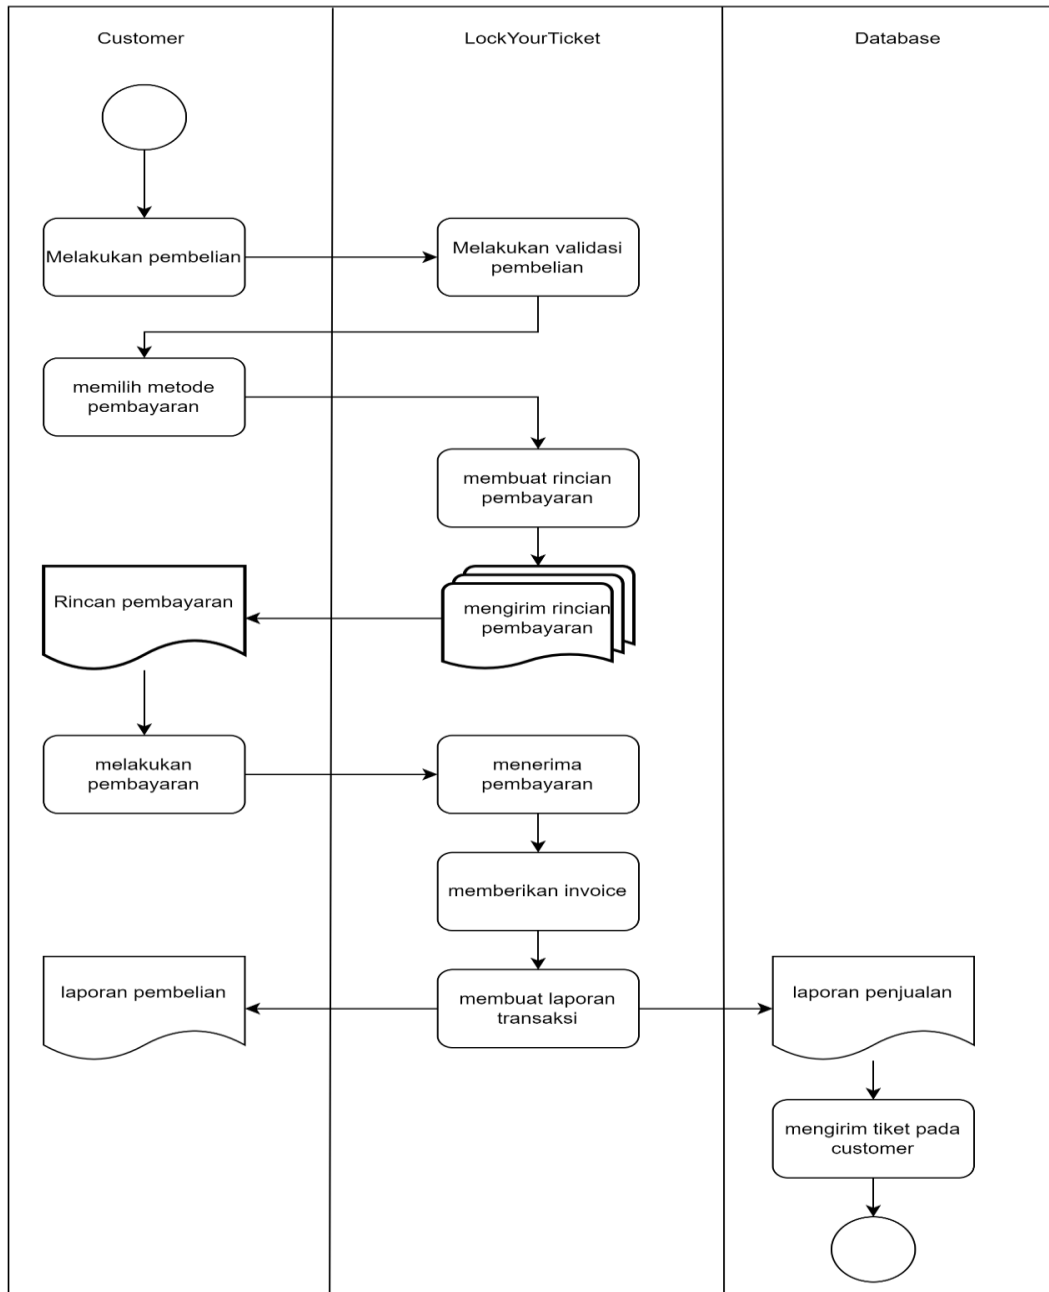 Customer
LockYourTicket
Database
Melakukan pembelian
Melakukan validasi
pembelian
memilih metode
pembayaran
membuat rincian
pembayaran
Rincan pembayaran
mengirim rincian
pembayaran
melakukan
pembayaran
menerima
pembayaran
memberikan invoice
laporan pembelian
membuat laporan
transaksi
laporan penjualan
mengirim tiket pada
customer